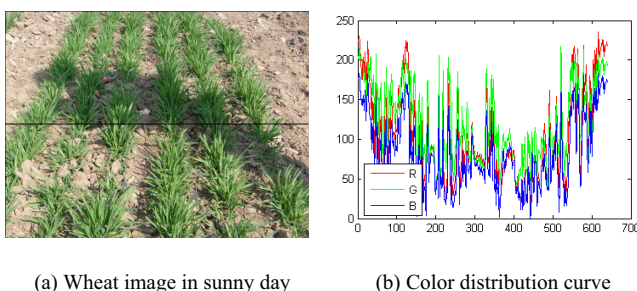 250
200
150
100
50
0
R
G
B
0 100 200 300 400 500 600 700
(a) Wheat image in sunny day
(b) Color distribution curve